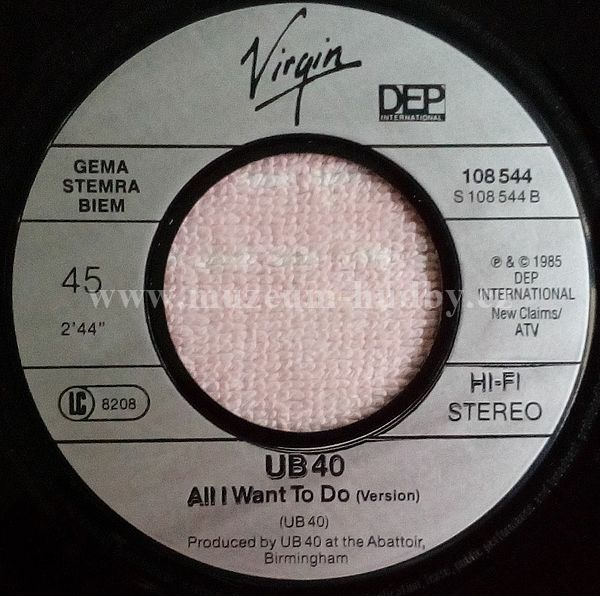 Virgin
DEP
INTERNATIONAL
GEMA
STEMRA
BIEM
108 544
S 108 544 B
45
2'44"
℗ & © 1985
DEP
INTERNATIONAL
New Claims/
ATV
www.muzeum-hudby.cz
LC 8208
HI-FI
STEREO
UB 40
All I Want To Do (Version)
(UB 40)
Produced by UB 40 at the Abattoir,
Birmingham